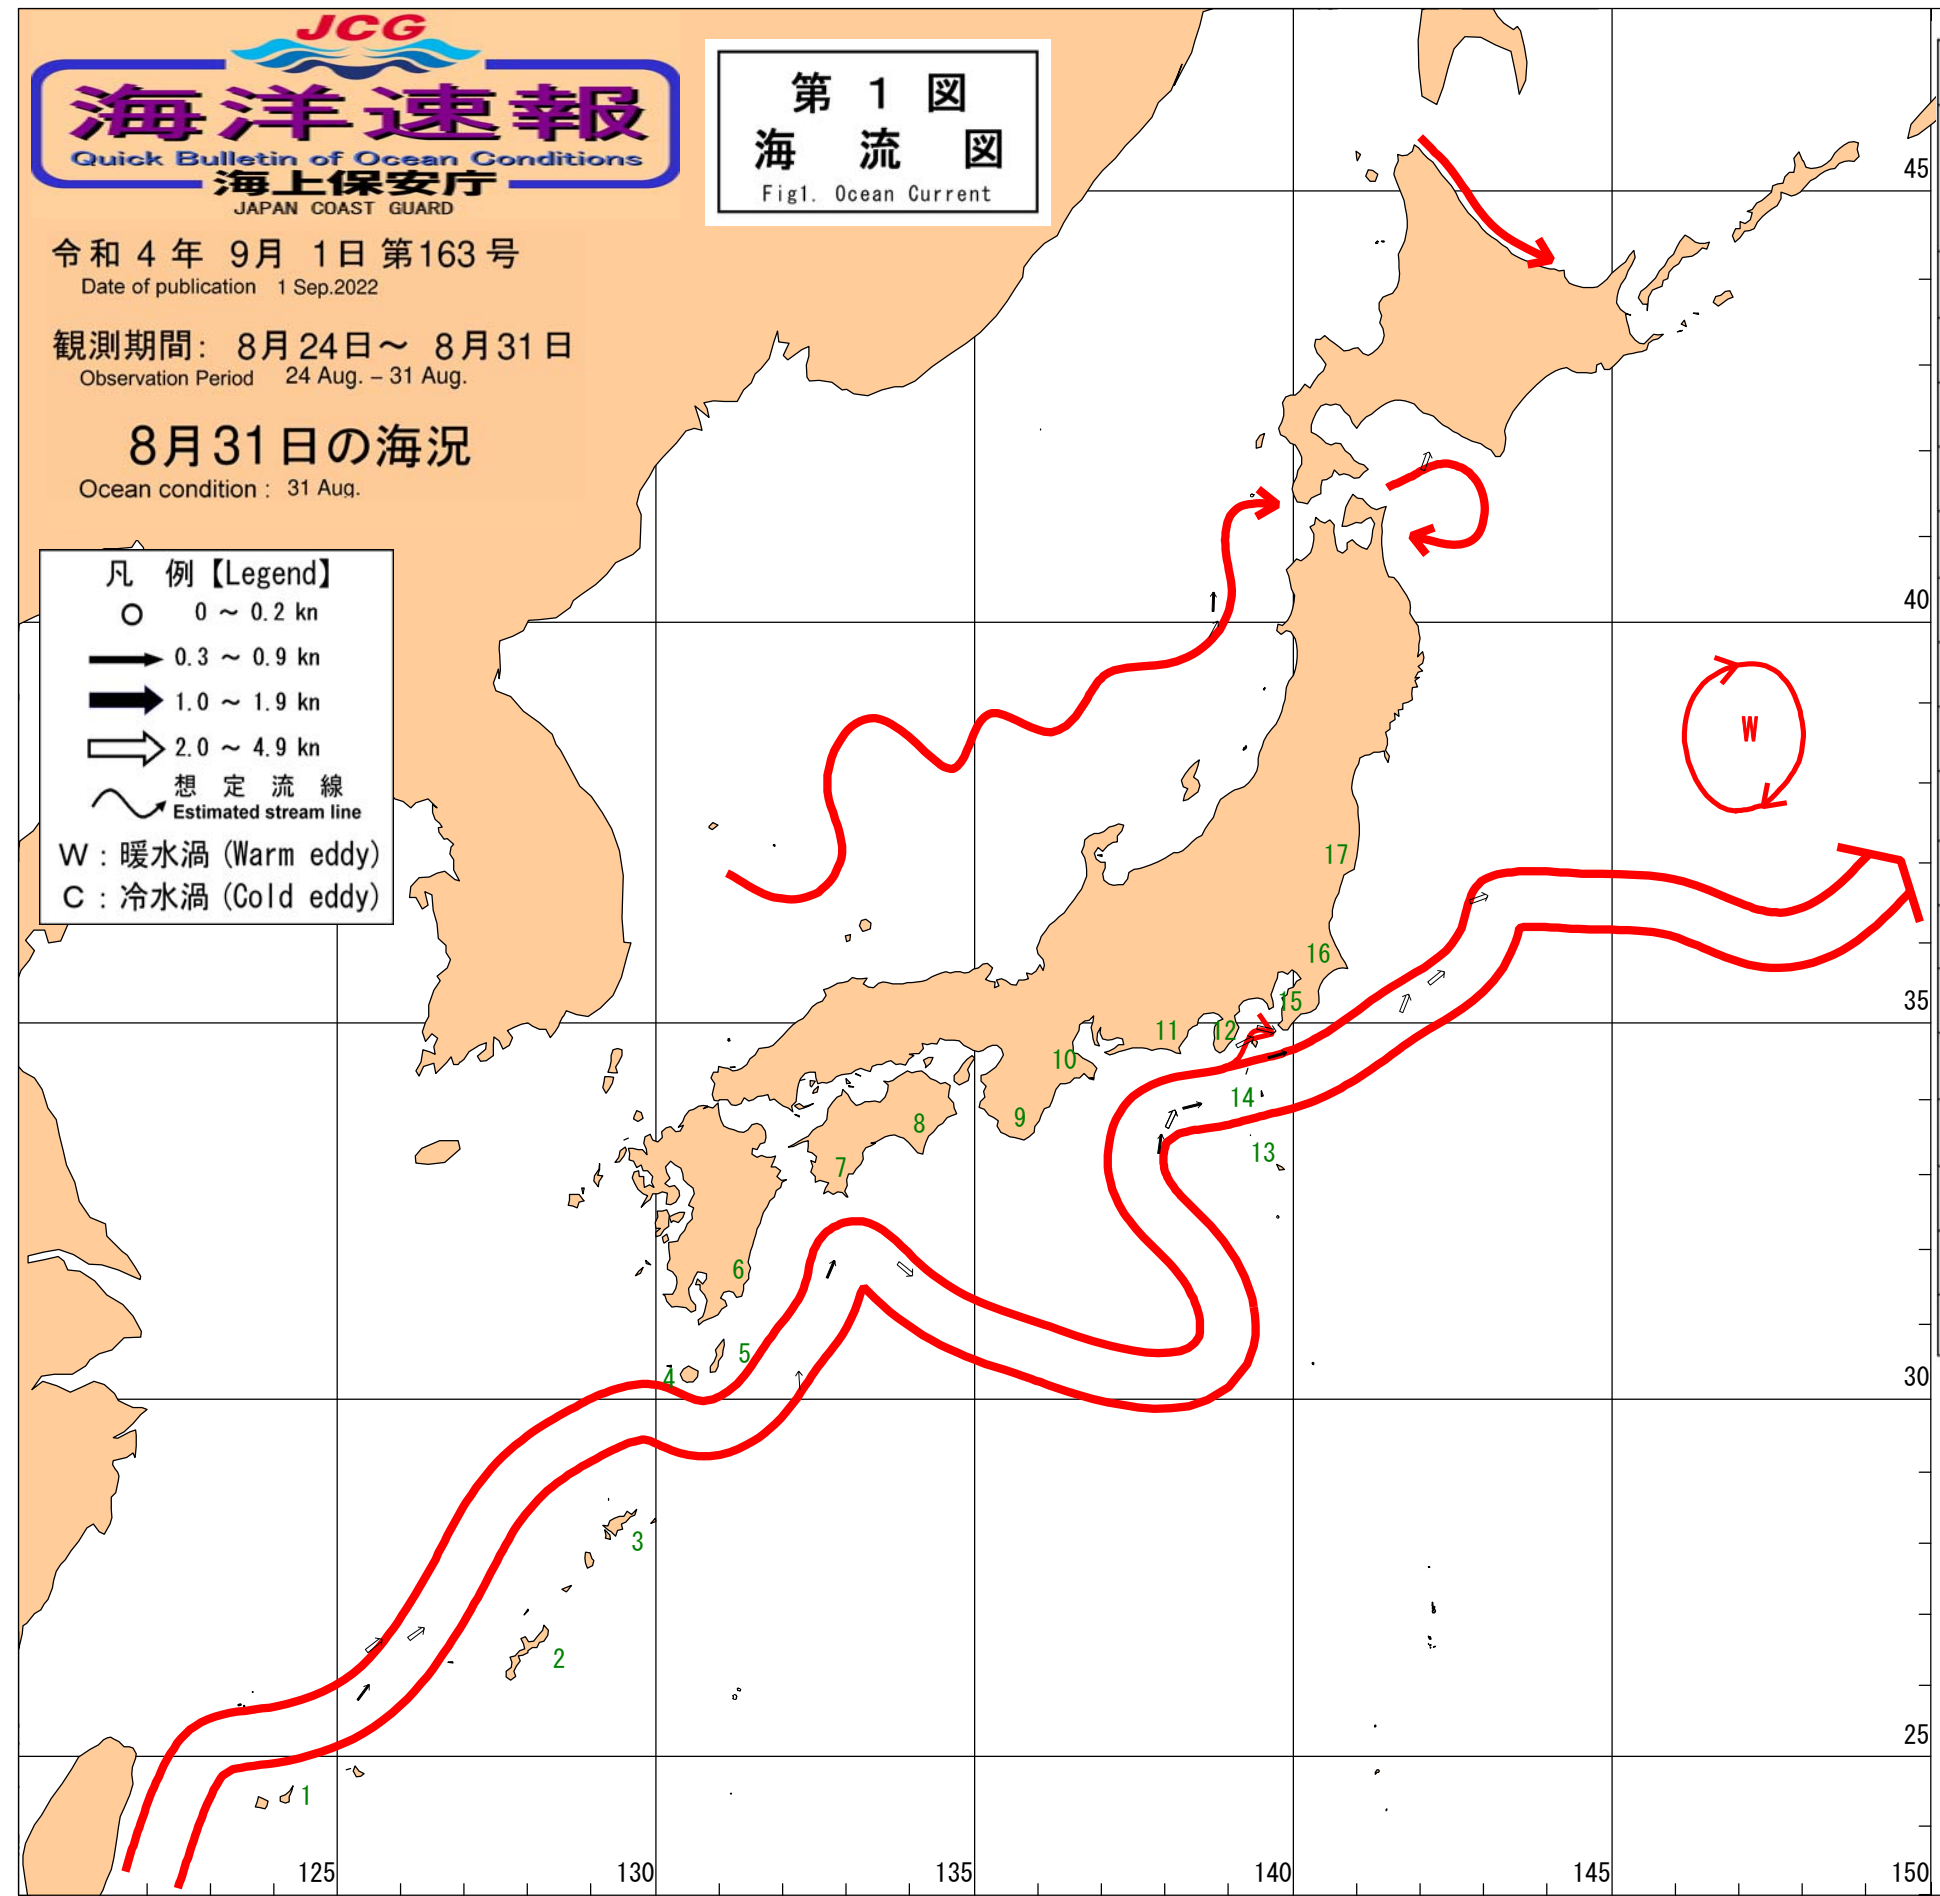 JCG
海洋速報
Quick Bulletin of Ocean Conditions
海上保安庁
JAPAN COAST GUARD
令和 4 年 9月 1日 第163 号
Date of publication 1 Sep.2022
観測期間: 8月24日～ 8月31日
Observation Period 24 Aug. – 31 Aug.
8月31日の海況
Ocean condition : 31 Aug.
第 1 図
海 流 図
Fig1. Ocean Current
凡 例【Legend】
0 ～ 0.2 kn
0.3 ～ 0.9 kn
1.0 ～ 1.9 kn
2.0 ～ 4.9 kn
想 定 流 線
Estimated stream line
W : 暖水渦 (Warm eddy)
C : 冷水渦 (Cold eddy)
45
40
W
17
16
35
15
12
11
10
14
9
8
13
7
6
5
4
30
3
2
25
1
125
130
135
140
145
150